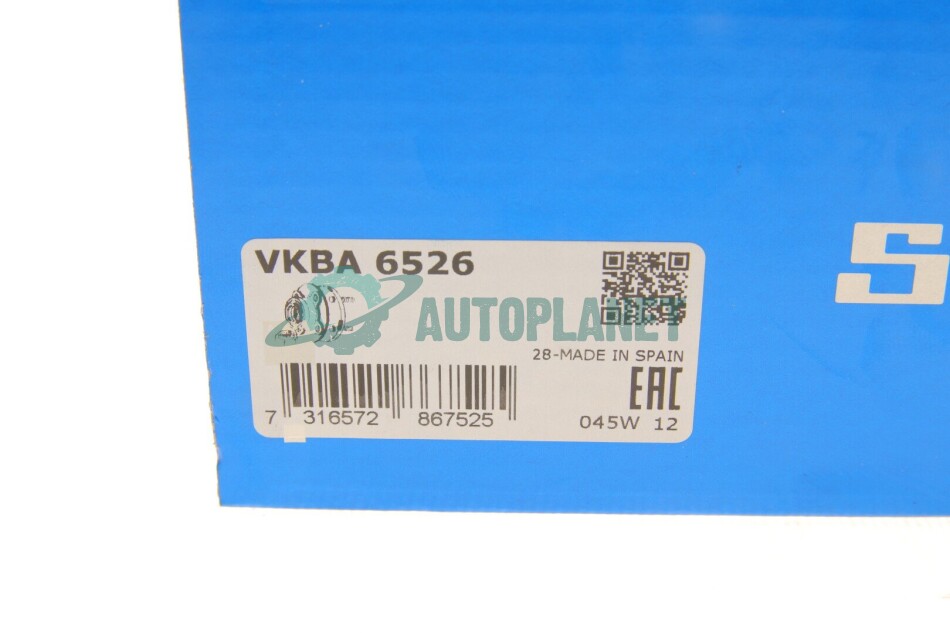 VKBA 6526
S
AUTOPLANET
28-MADE IN SPAIN
EAC
7 316572 867525
045W 12